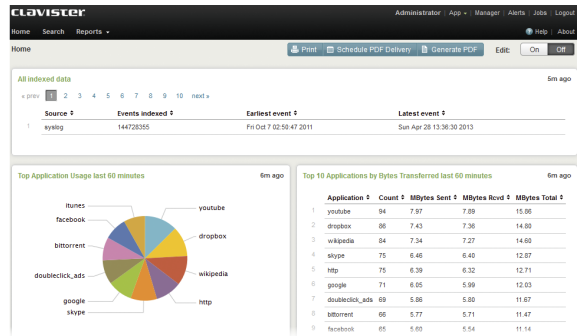 CLAVISTER
Administrator | App | Manager | Alerts | Jobs | Logout
Home Search Reports
Help | About
Home
Print Schedule PDF Delivery Generate PDF Edit: On Off
All indexed data 5m ago
« prev 1 2 3 4 5 6 7 8 9 10 next »
Source Events indexed Earliest event Latest event
1 syslog 144728355 Fri Oct 7 02:50:47 2011 Sun Apr 28 13:36:30 2013
Top Application Usage last 60 minutes 6m ago
itunes
facebook
bittorrent
doubleclick_ads
google
skype
youtube
dropbox
wikipedia
http
Top 10 Applications by Bytes Transferred last 60 minutes 6m ago
Application Count MBytes Sent MBytes Rcvd MBytes Total
1 youtube 94 7.97 7.89 15.86
2 dropbox 86 7.43 7.36 14.80
3 wikipedia 84 7.34 7.27 14.60
4 skype 75 6.46 6.40 12.87
5 http 75 6.39 6.32 12.71
6 google 71 6.05 5.99 12.03
7 doubleclick_ads 69 5.86 5.80 11.67
8 bittorrent 66 5.77 5.71 11.47
9 facebook 65 5.60 5.54 11.14